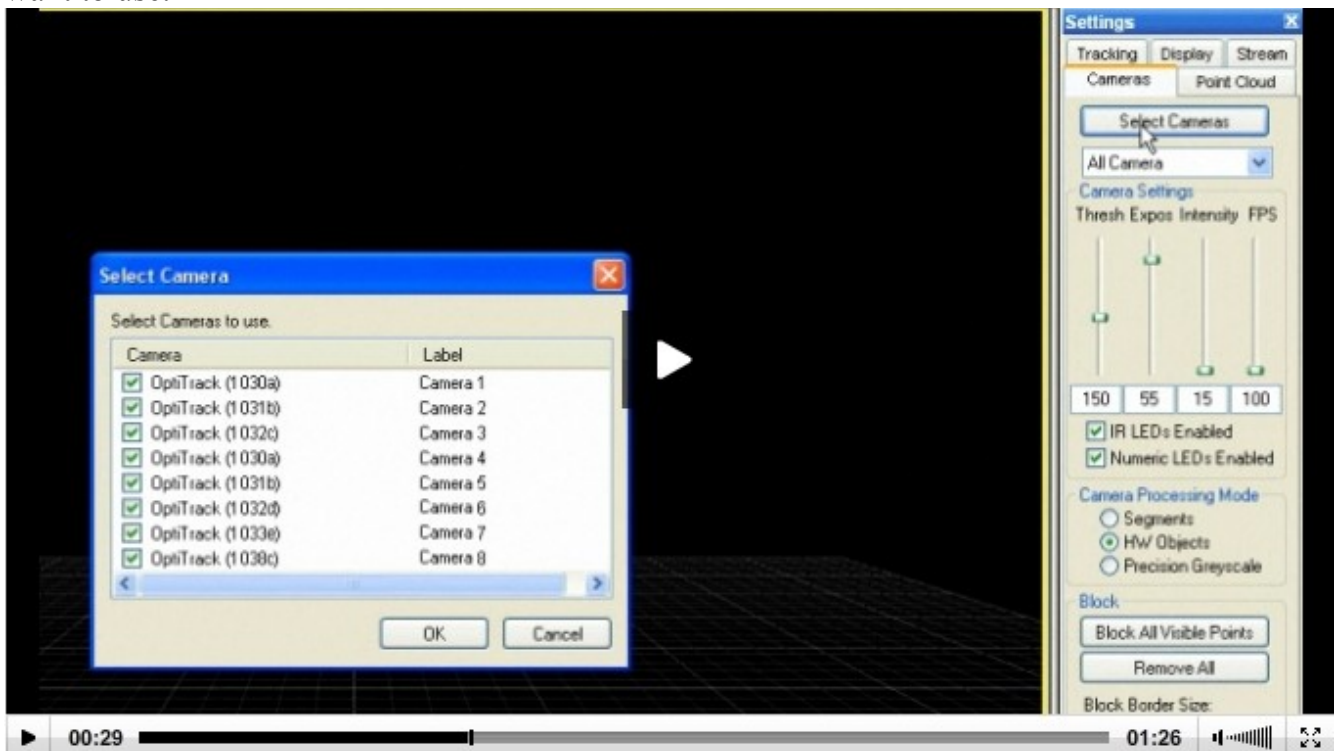 Settings X
Tracking Display Stream
Cameras Point Cloud
Select Cameras
All Camera
Camera Settings
Thresh Expos Intensity FPS
150 55 15 100
IR LEDs Enabled
Numeric LEDs Enabled
Camera Processing Mode
Segments
HW Objects
Precision Greyscale
Block
Block All Visible Points
Remove All
Block Border Size:
Select Camera
Select Cameras to use.
Camera Label
OptiTrack (1030a) Camera 1
OptiTrack (1031b) Camera 2
OptiTrack (1032c) Camera 3
OptiTrack (1030a) Camera 4
OptiTrack (1031b) Camera 5
OptiTrack (1032d) Camera 6
OptiTrack (1033e) Camera 7
OptiTrack (1038c) Camera 8
OK Cancel
00:29 01:26